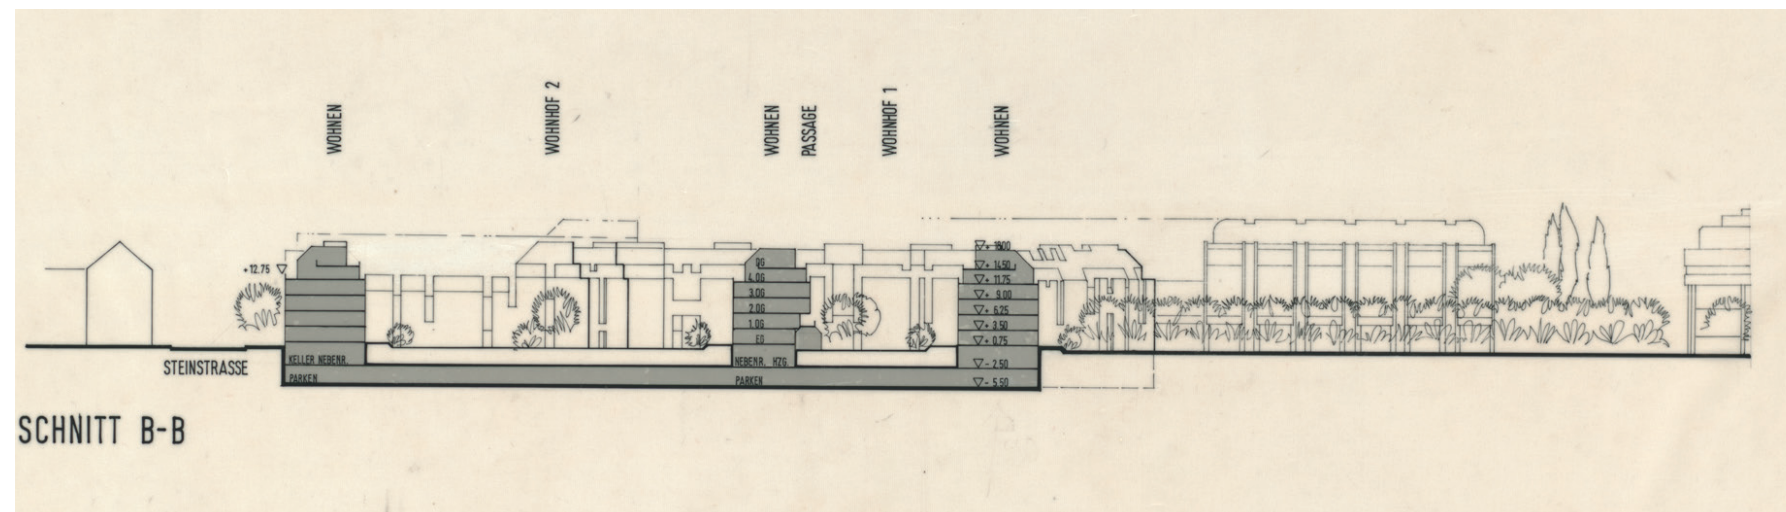 WOHNEN
WOHNHOF 2
WOHNEN
PASSAGE
WOHNHOF 1
WOHNEN
+12.75
DG
4.OG
3.OG
2.OG
1.OG
EG
+ 14.50
+ 11.75
+ 9.00
+ 6.25
+ 3.50
+ 0.75
- 2.50
- 5.50
STEINSTRASSE
KELLER NEBENR.
NEBENR. HZG.
PARKEN
PARKEN
SCHNITT B-B